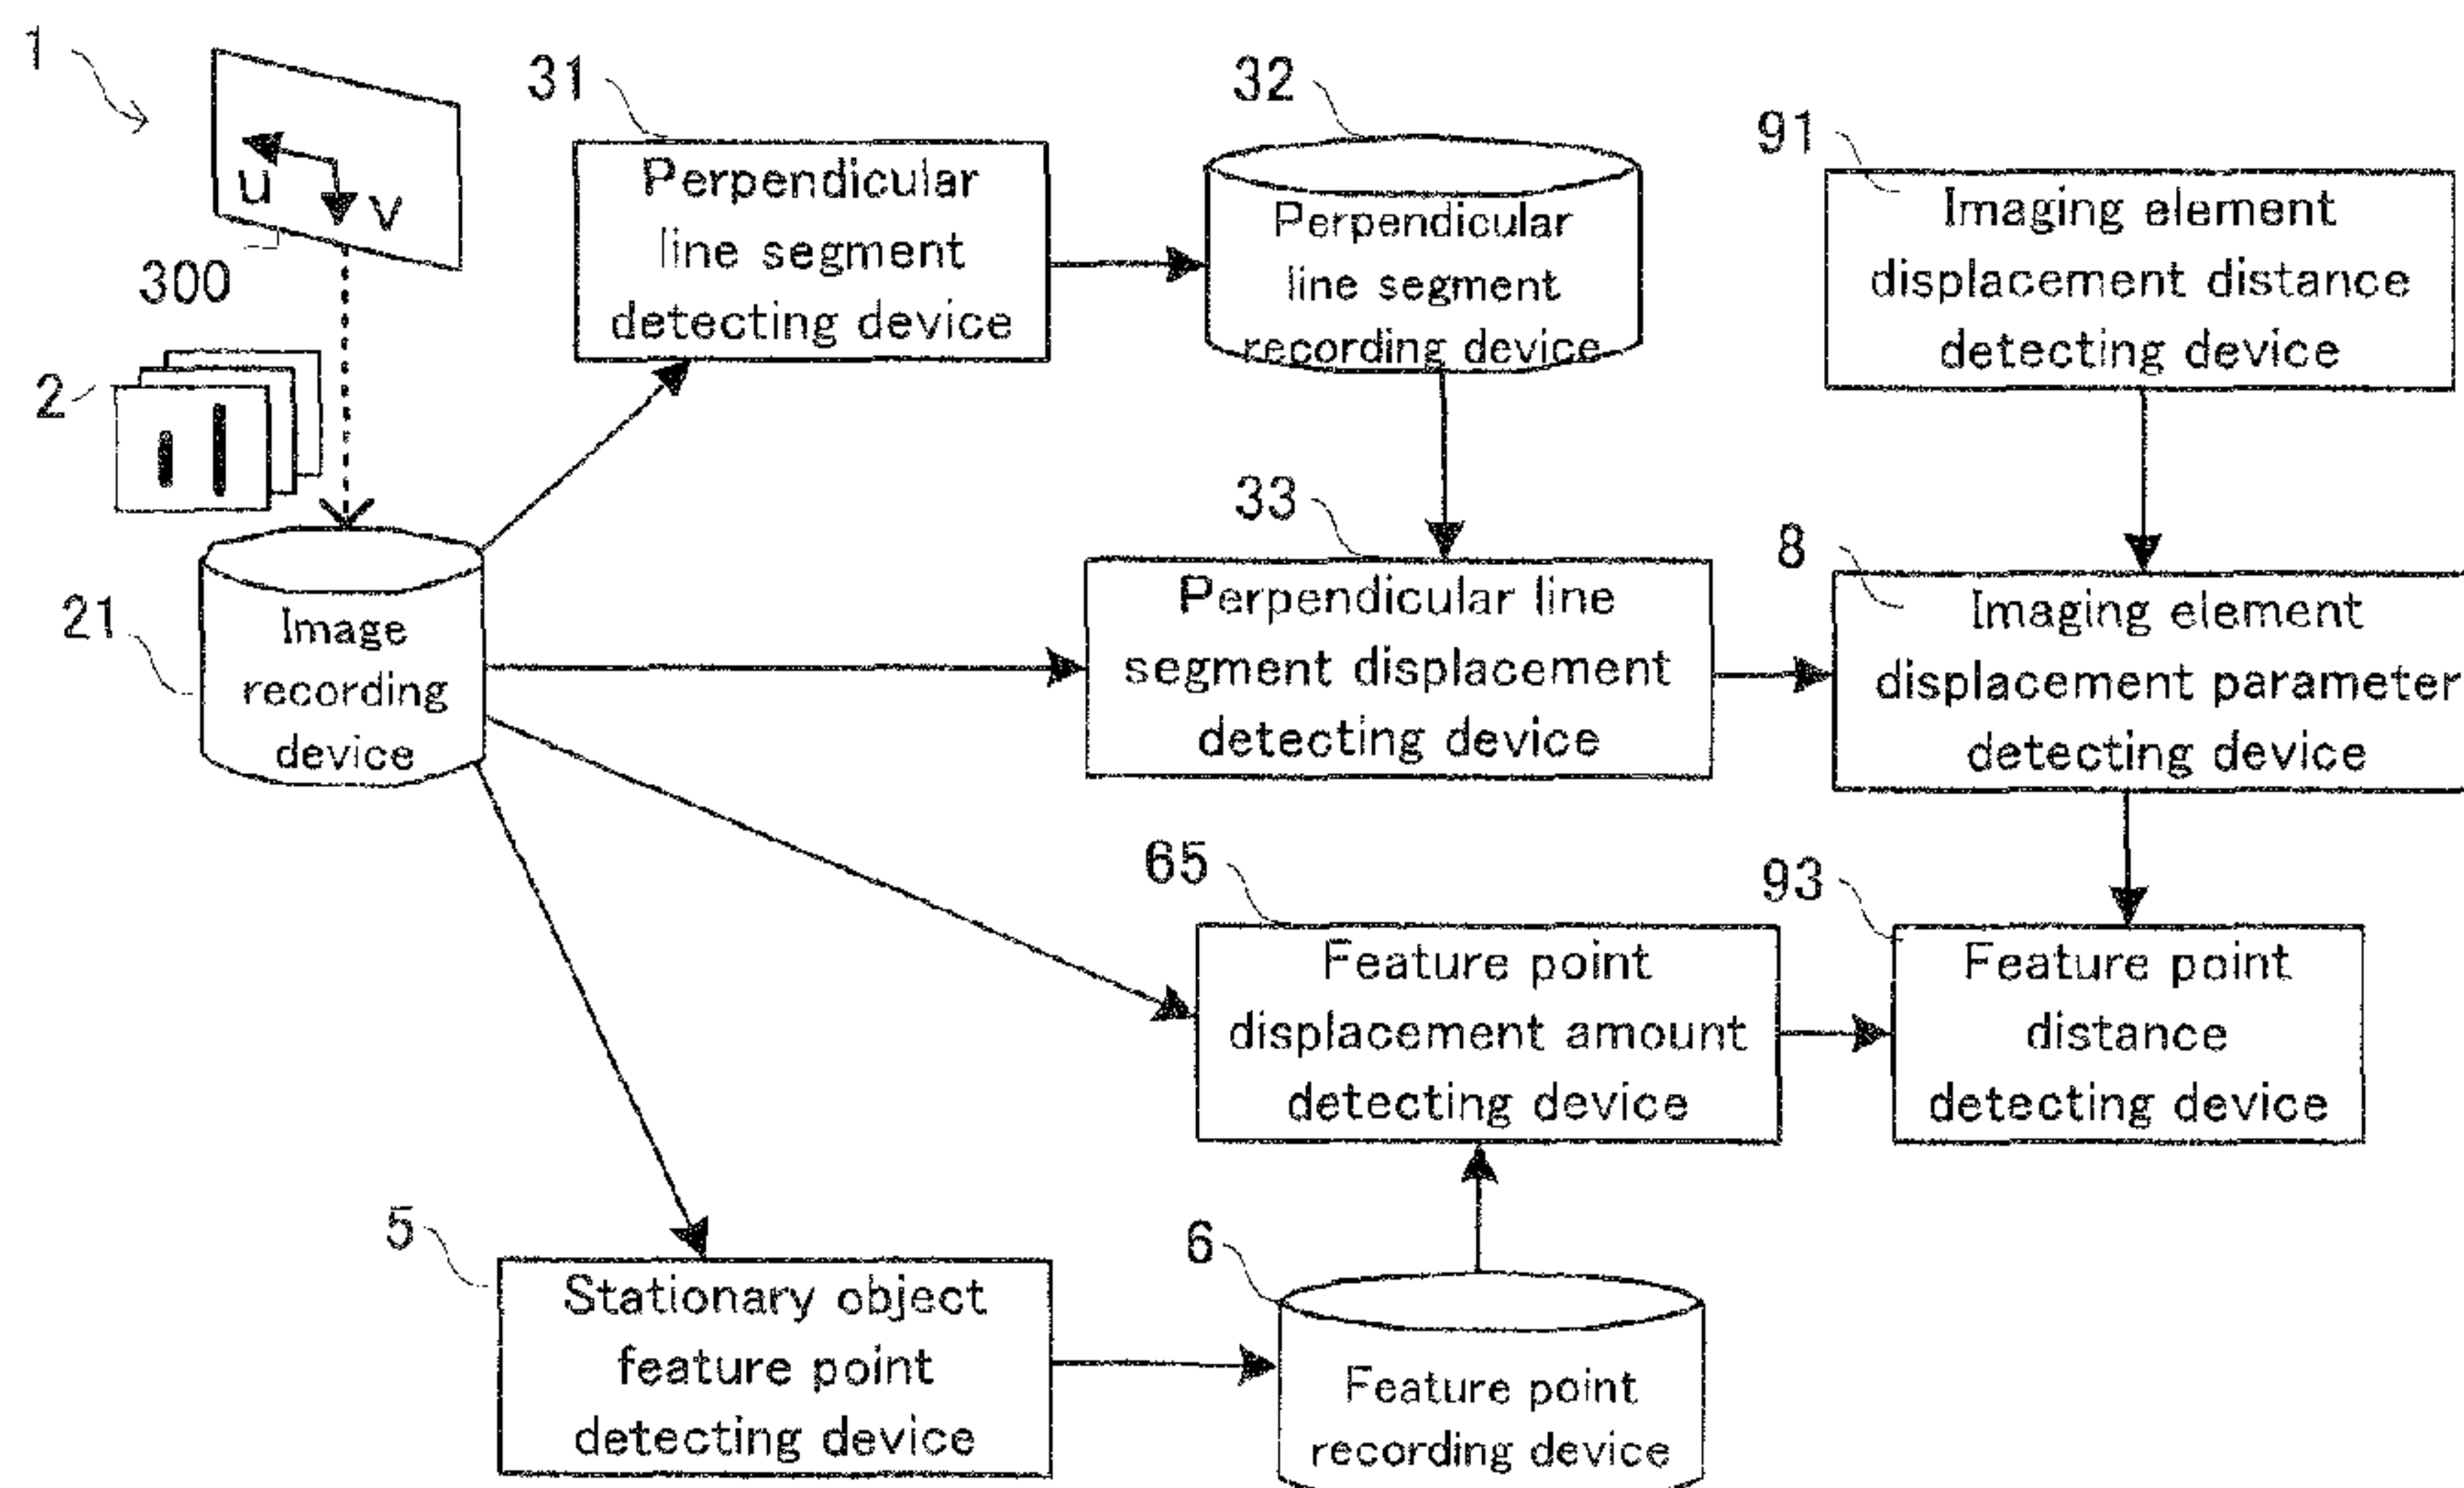 1
u
v
300
2
31
Perpendicular
line segment
detecting device
32
Perpendicular
line segment
recording device
91
Imaging element
displacement distance
detecting device
21
Image
recording
device
33
Perpendicular line
segment displacement
detecting device
8
Imaging element
displacement parameter
detecting device
65
Feature point
displacement amount
detecting device
93
Feature point
distance
detecting device
5
Stationary object
feature point
detecting device
6
Feature point
recording device